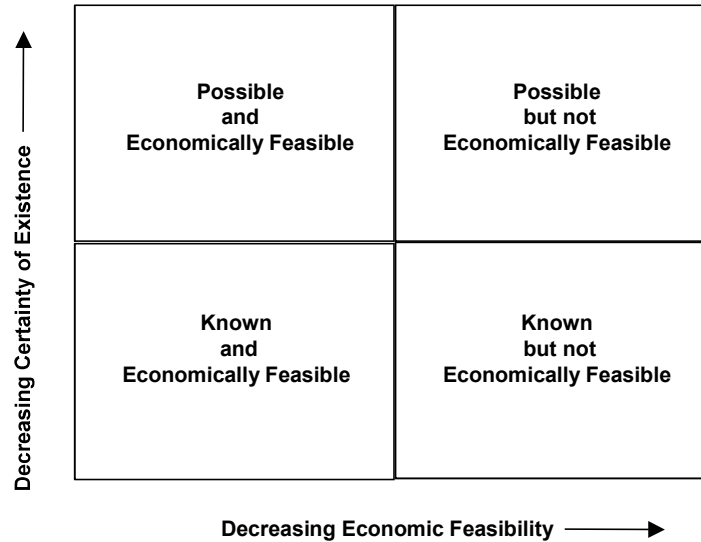 Possible
and
Economically Feasible
Possible
but not
Economically Feasible
Known
and
Economically Feasible
Known
but not
Economically Feasible
Decreasing Certainty of Existence
Decreasing Economic Feasibility